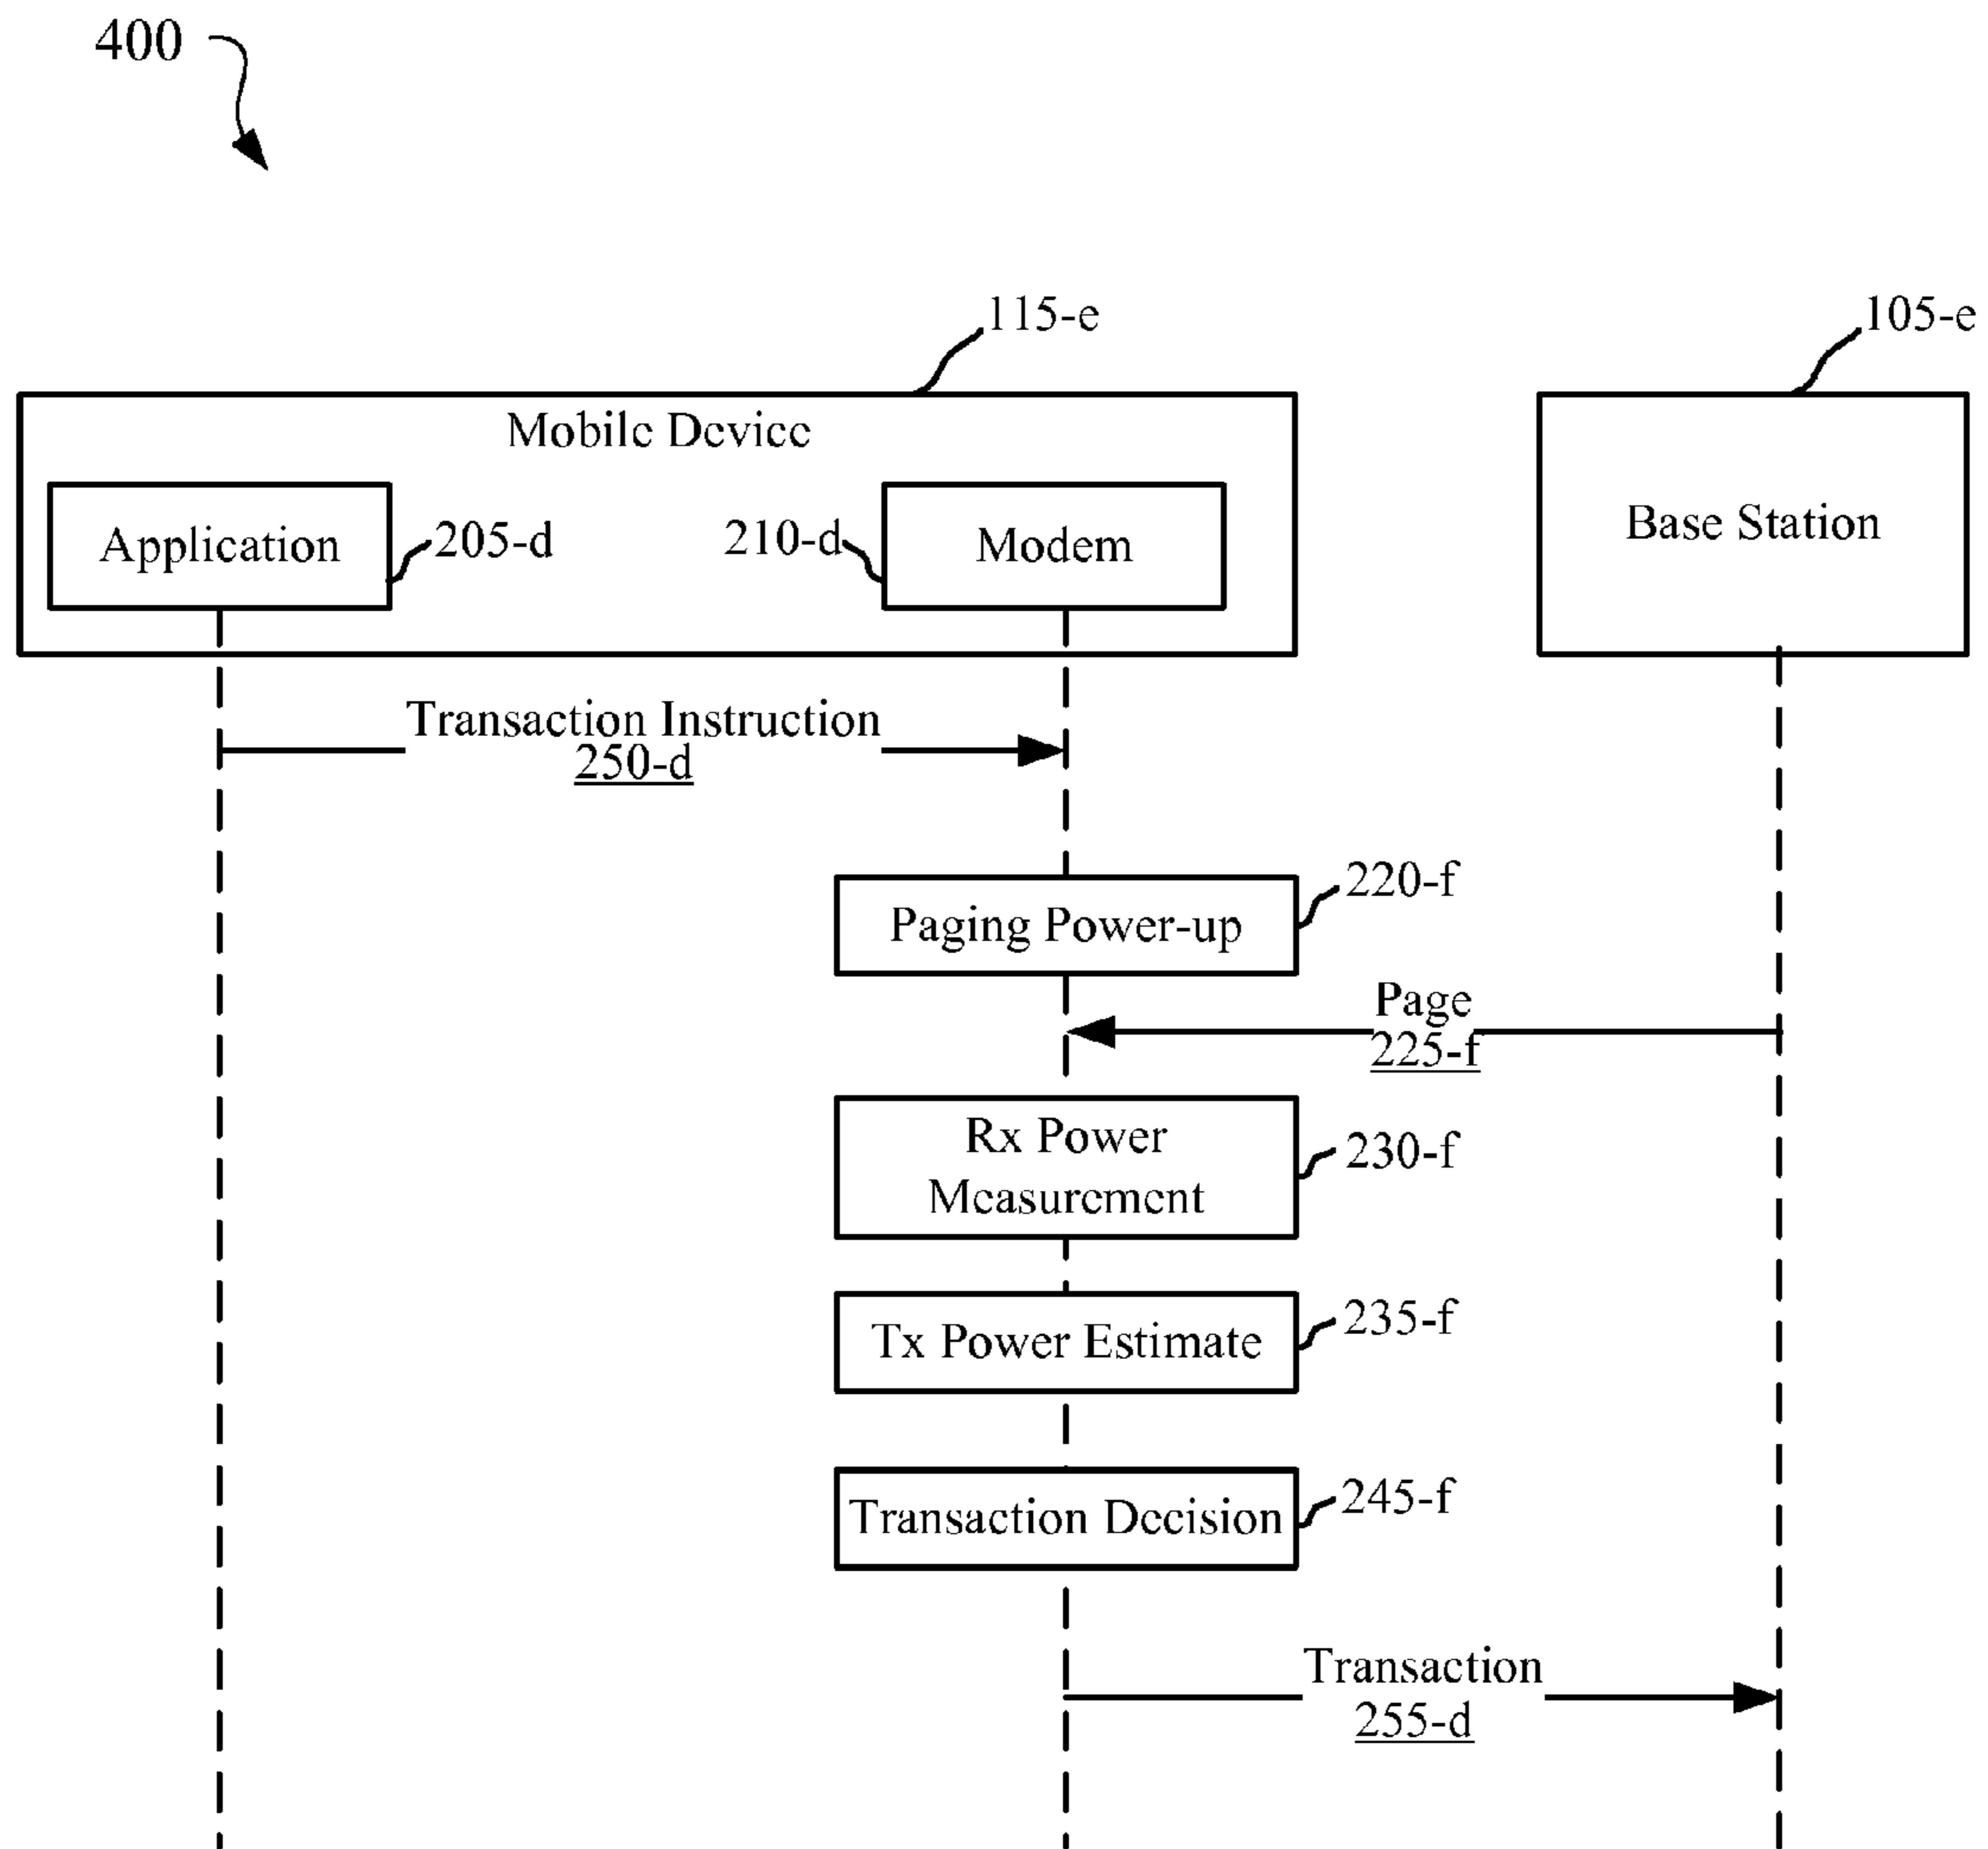 400
115-e
105-e
Mobile Device
Application
205-d
210-d
Modem
Base Station
Transaction Instruction
250-d
Paging Power-up
220-f
Page
225-f
Rx Power
Measurement
230-f
Tx Power Estimate
235-f
Transaction Decision
245-f
Transaction
255-d